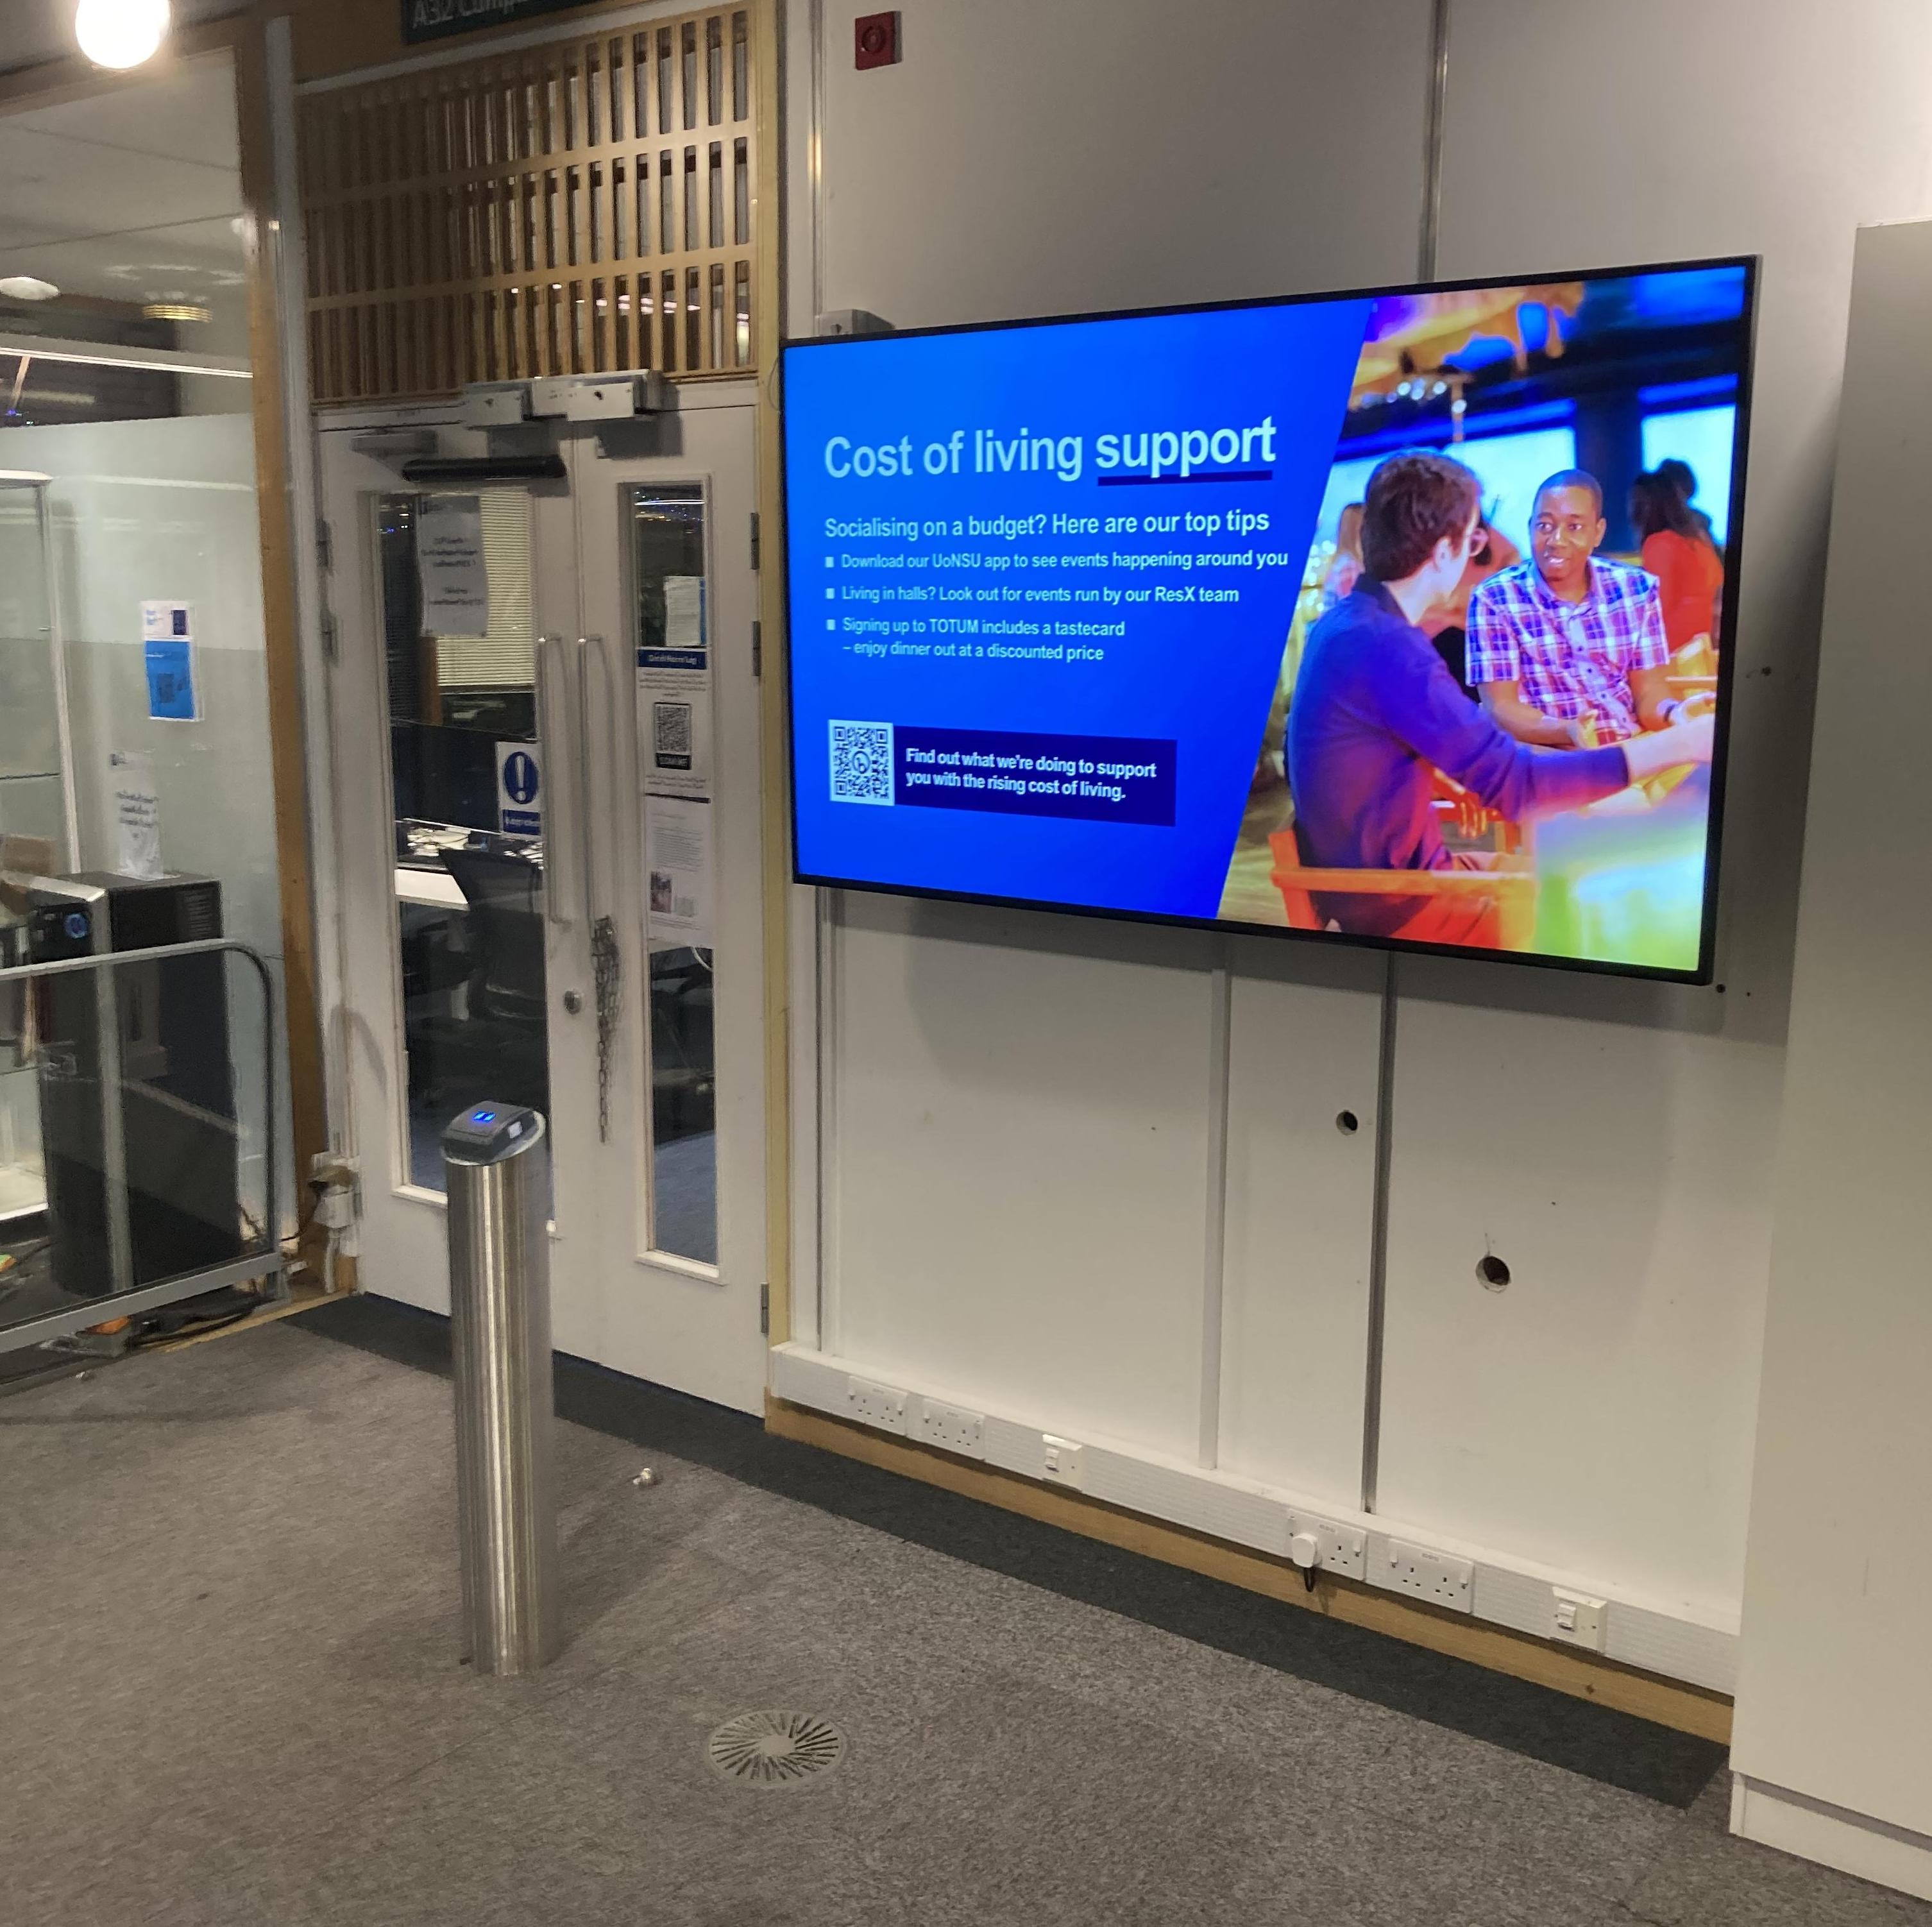 A32
Cost of living support
Socialising on a budget? Here are our top tips
Download our UoNSU app to see events happening around you
Living in halls? Look out for events run by our ResX team
Signing up to TOTUM includes a tastecard
– enjoy dinner out at a discounted price
Find out what we're doing to support
you with the rising cost of living.